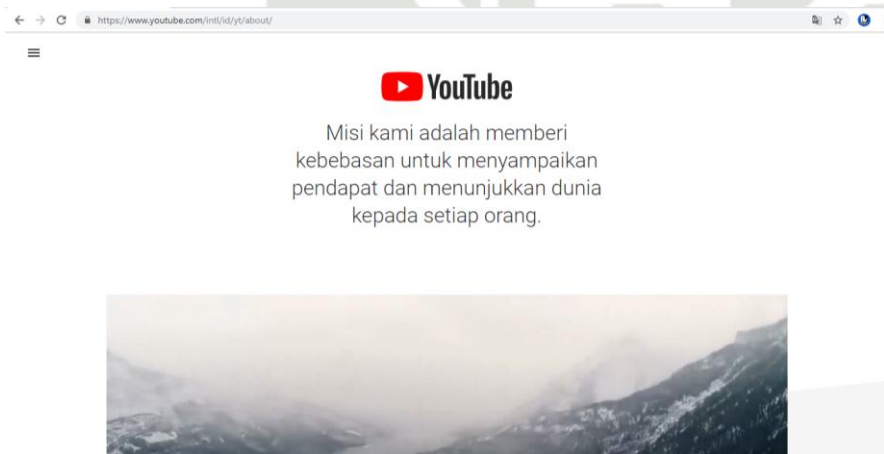 https://www.youtube.com/intl/id/yt/about/
YouTube
Misi kami adalah memberi
kebebasan untuk menyampaikan
pendapat dan menunjukkan dunia
kepada setiap orang.